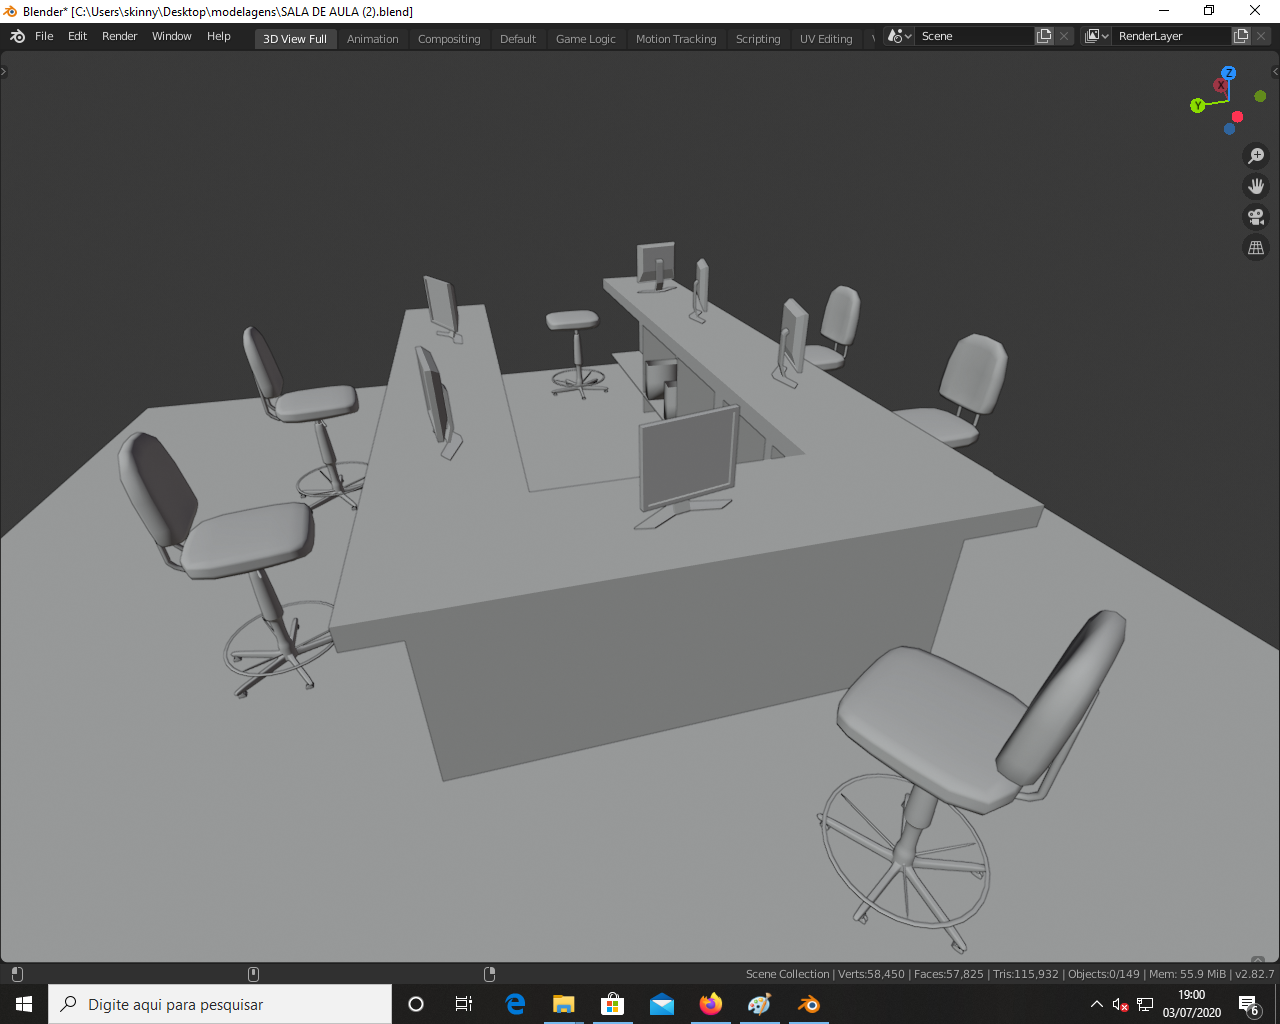 Blender* [C:\Users\skinny\Desktop\modelagens\SALA DE AULA (2).blend]
File Edit Render Window Help 3D View Full Animation Compositing Default Game Logic Motion Tracking Scripting UV Editing Scene RenderLayer
Z
X
Y
Scene Collection | Verts:58,450 | Faces:57,825 | Tris:115,932 | Objects:0/149 | Mem: 55.9 MiB | v2.82.7
Digite aqui para pesquisar
19:00
03/07/2020
6